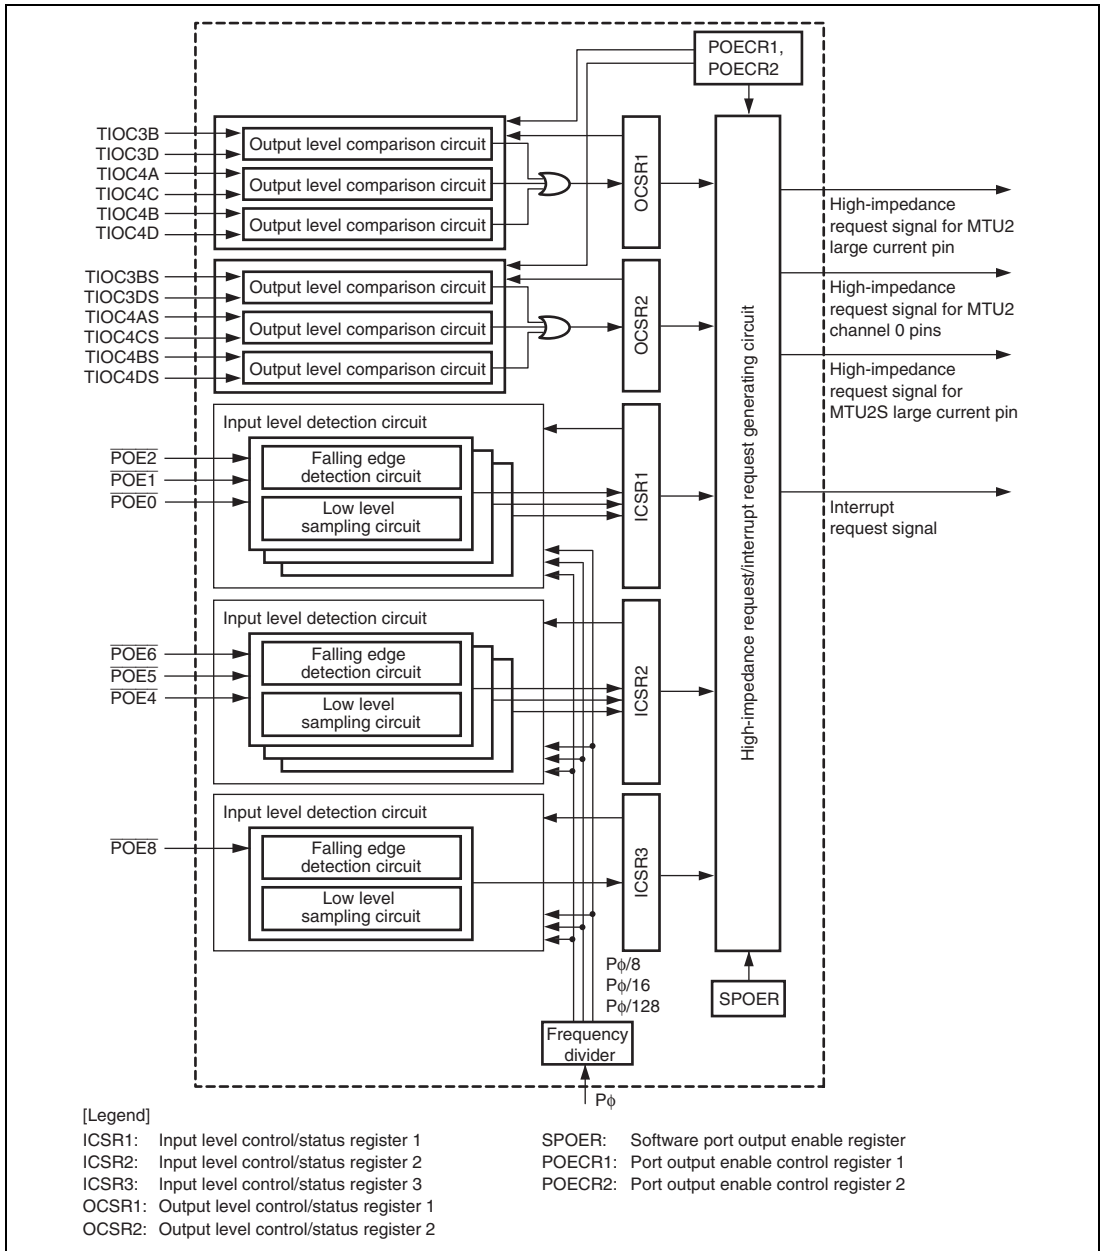 POECR1,
POECR2
TIOC3B
TIOC3D
TIOC4A
TIOC4C
TIOC4B
TIOC4D
Output level comparison circuit
Output level comparison circuit
Output level comparison circuit
OCSR1
TIOC3BS
TIOC3DS
TIOC4AS
TIOC4CS
TIOC4BS
TIOC4DS
Output level comparison circuit
Output level comparison circuit
Output level comparison circuit
OCSR2
High-impedance request/interrupt request generating circuit
High-impedance
request signal for MTU2
large current pin
High-impedance
request signal for MTU2
channel 0 pins
High-impedance
request signal for
MTU2S large current pin
Interrupt
request signal
Input level detection circuit
POE2
POE1
POE0
Falling edge
detection circuit
Low level
sampling circuit
ICSR1
Input level detection circuit
POE6
POE5
POE4
Falling edge
detection circuit
Low level
sampling circuit
ICSR2
Input level detection circuit
POE8
Falling edge
detection circuit
Low level
sampling circuit
ICSR3
Pϕ/8
Pϕ/16
Pϕ/128
SPOER
Frequency
divider
Pϕ
[Legend]
ICSR1: Input level control/status register 1
ICSR2: Input level control/status register 2
ICSR3: Input level control/status register 3
OCSR1: Output level control/status register 1
OCSR2: Output level control/status register 2
SPOER: Software port output enable register
POECR1: Port output enable control register 1
POECR2: Port output enable control register 2